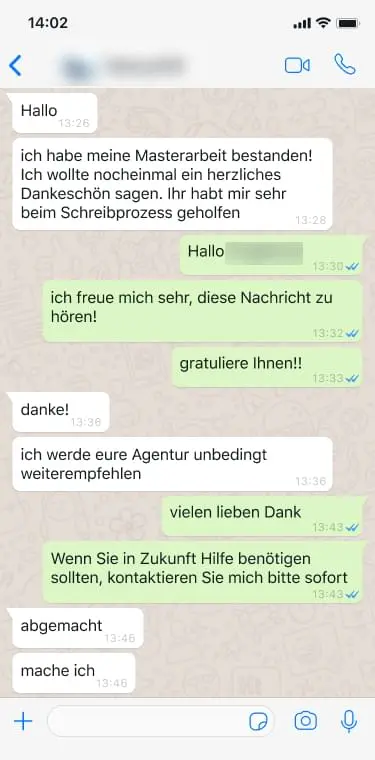 14:02
Hallo
13:26
ich habe meine Masterarbeit bestanden!
Ich wollte nocheinmal ein herzliches
Dankeschön sagen. Ihr habt mir sehr
beim Schreibprozess geholfen
13:28
Hallo
13:30
ich freue mich sehr, diese Nachricht zu
hören!
13:32
gratuliere Ihnen!!
13:33
danke!
13:36
ich werde eure Agentur unbedingt
weiterempfehlen
13:36
vielen lieben Dank
13:43
Wenn Sie in Zukunft Hilfe benötigen
sollten, kontaktieren Sie mich bitte sofort
13:43
abgemacht
13:46
mache ich
13:46